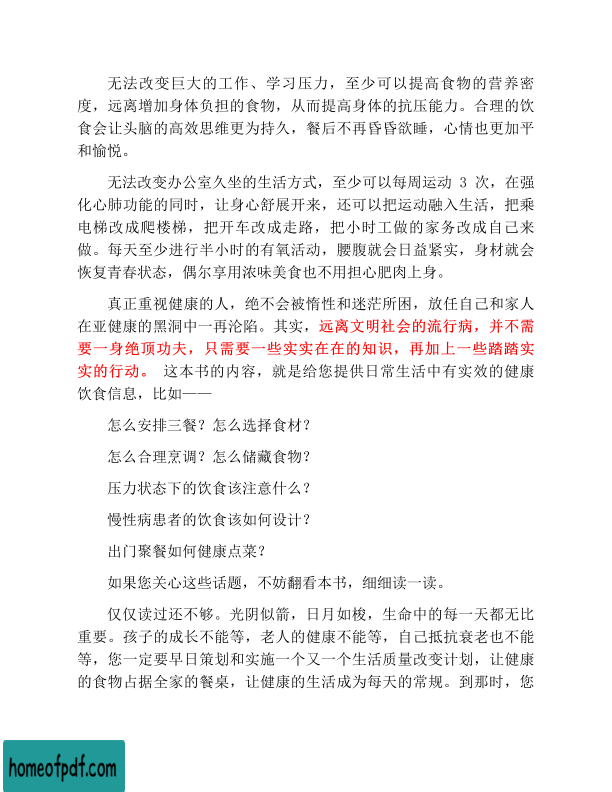 无法改变巨大的工作、学习压力，至少可以提高食物的营养密
度，远离增加身体负担的食物，从而提高身体的抗压能力。合理的饮
食会让头脑的高效思维更为持久，餐后不再昏昏欲睡，心情也更加平
和愉悦。
无法改变办公室久坐的生活方式，至少可以每周运动 3 次，在强
化心肺功能的同时，让身心舒展开来，还可以把运动融入生活，把乘
电梯改成爬楼梯，把开车改成走路，把小时工做的家务改成自己来
做。每天至少进行半小时的有氧活动，腰腹就会日益紧实，身材就会
恢复青春状态，偶尔享用浓味美食也不用担心肥肉上身。
真正重视健康的人，绝不会被惰性和迷茫所困，放任自己和家人
在亚健康的黑洞中一再沦陷。其实，远离文明社会的流行病，并不需
要一身绝顶功夫，只需要一些实实在在的知识，再加上一些踏踏实
实的行动。 这本书的内容，就是给您提供日常生活中有实效的健康
饮食信息，比如——
怎么安排三餐？怎么选择食材？
怎么合理烹调？怎么储藏食物？
压力状态下的饮食该注意什么？
慢性病患者的饮食该如何设计？
出门聚餐如何健康点菜？
如果您关心这些话题，不妨翻看本书，细细读一读。
仅仅读过还不够。光阴似箭，日月如梭，生命中的每一天都无比
重要。孩子的成长不能等，老人的健康不能等，自己抵抗衰老也不能
等，您一定要早日策划和实施一个又一个生活质量改变计划，让健康
的食物占据全家的餐桌，让健康的生活成为每天的常规。到那时，您
homeofpdf.com